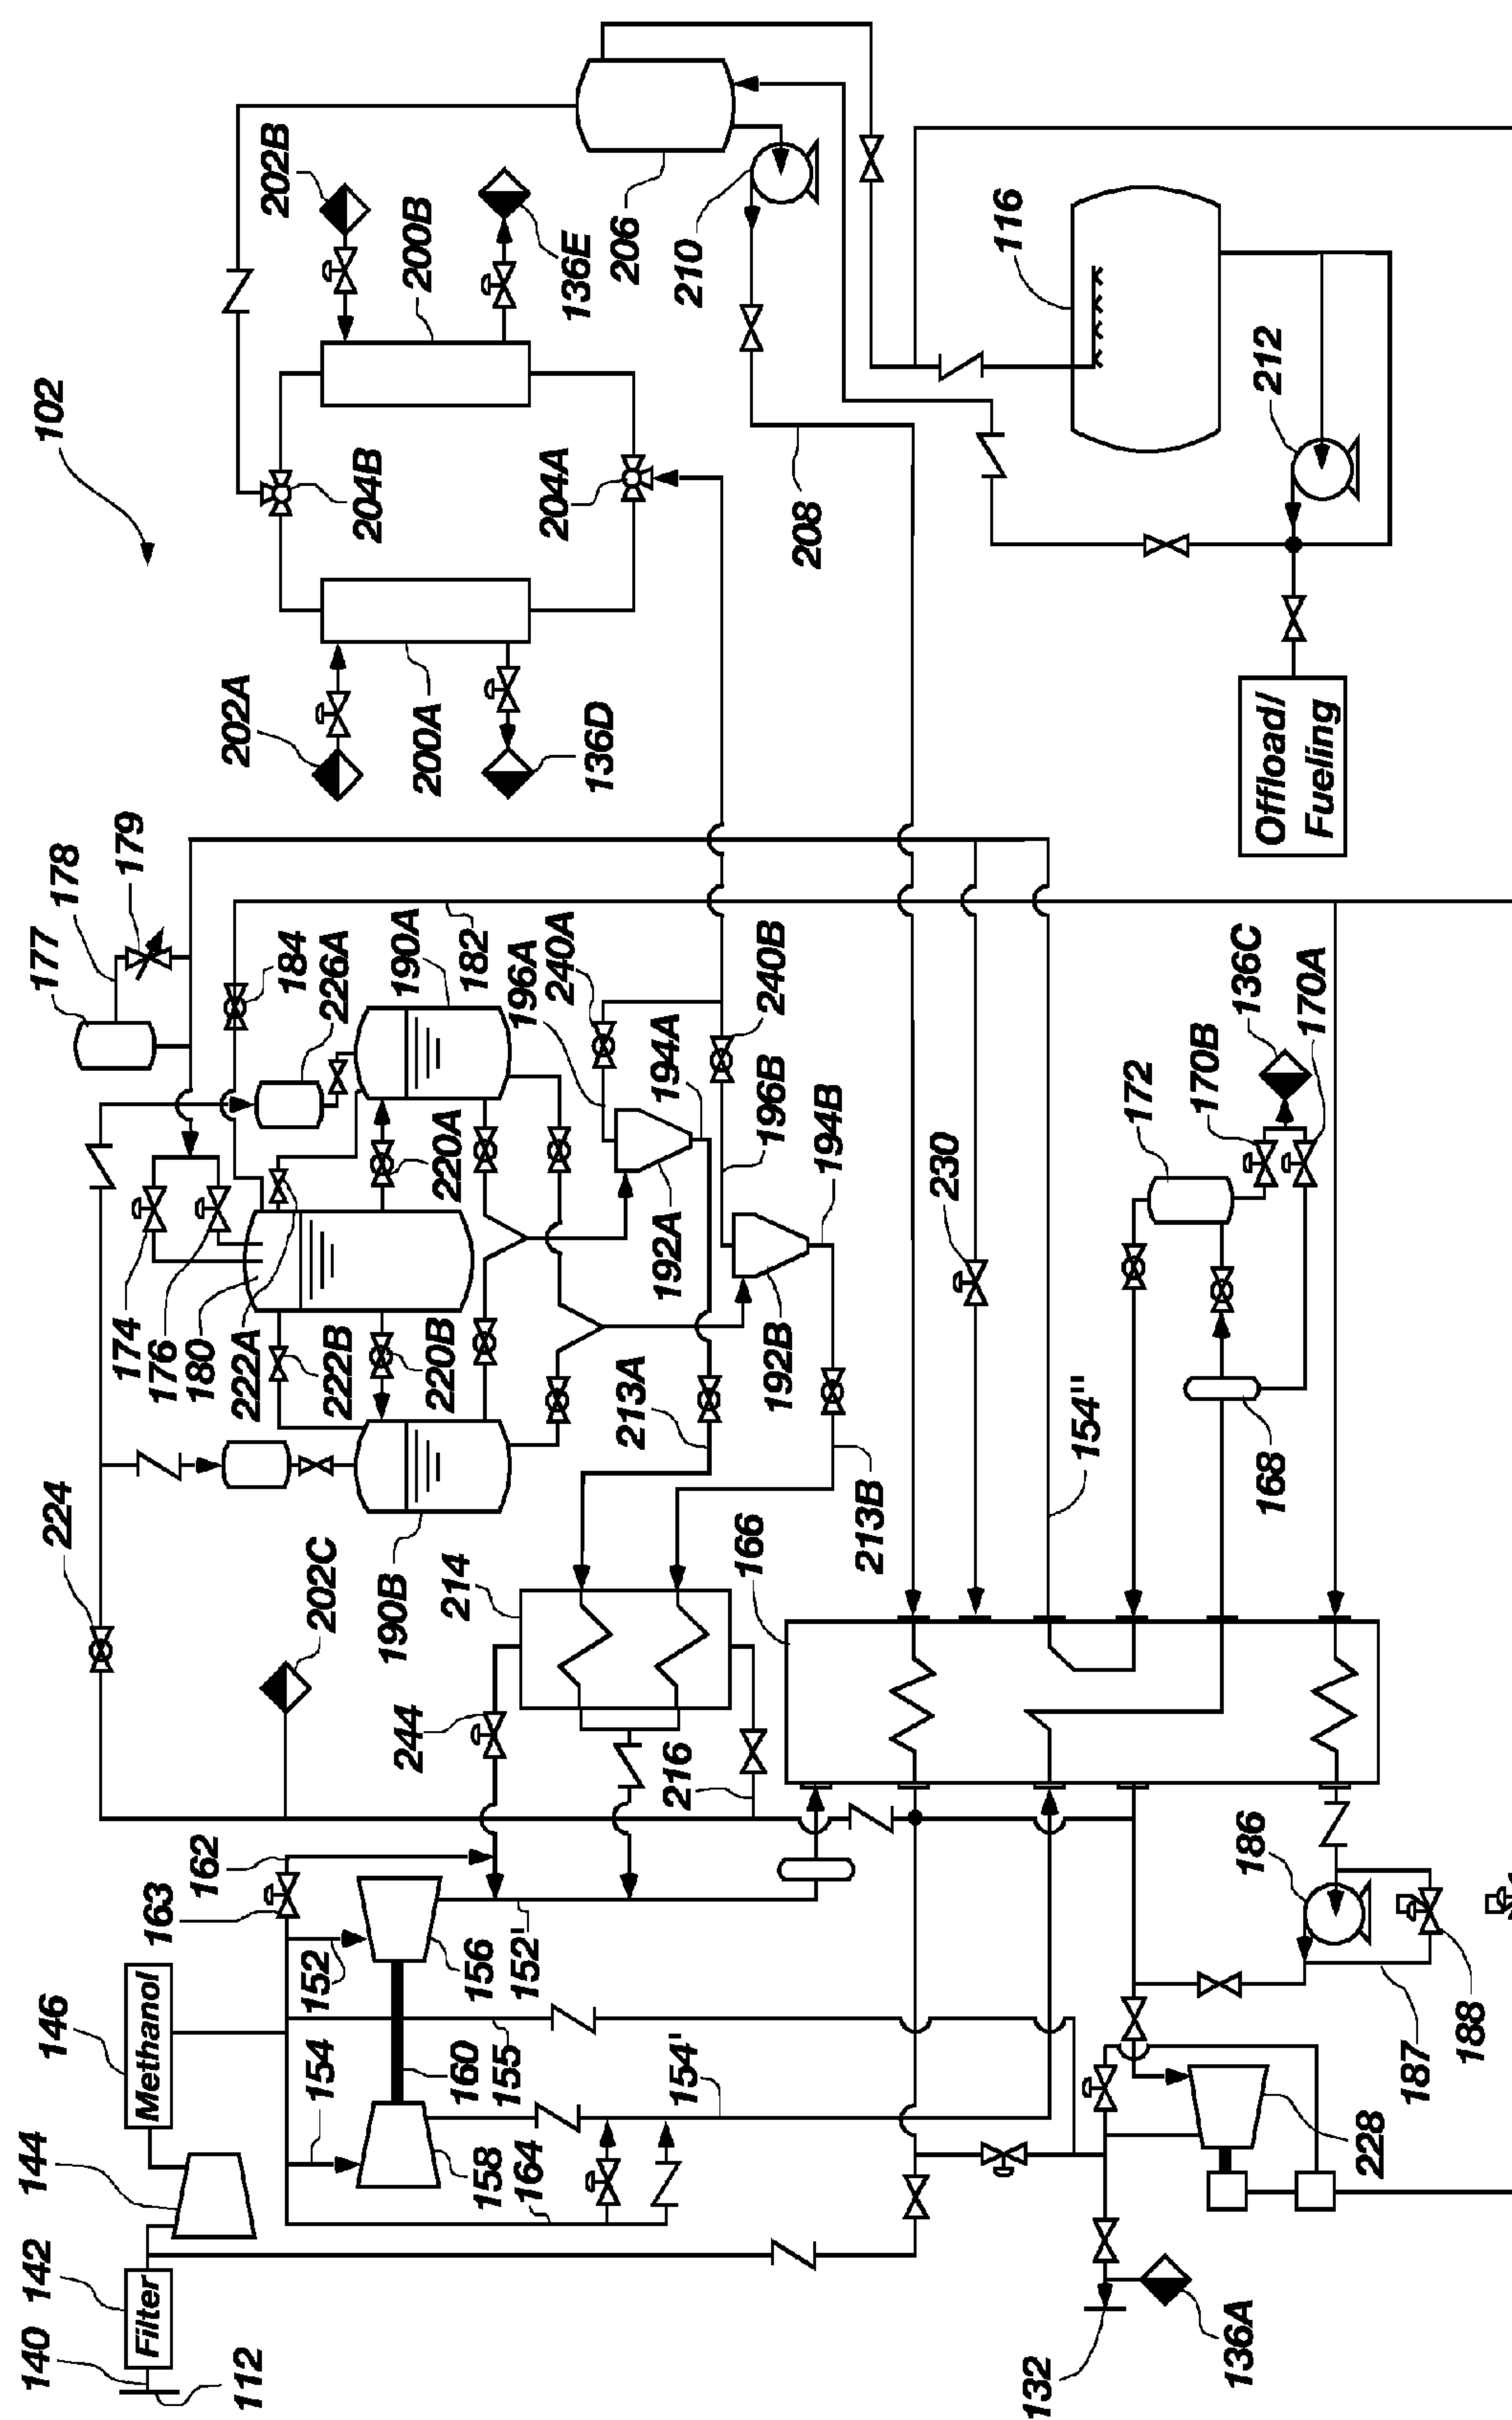 102
112
140
142
Filter
144
146
Methanol
163
162
152
154
156
152'
158
160
155
164
154'
132
136A
228
187
188
186
224
202C
244
214
216
190B
166
213A
213B
174
176
180
222A
222B
220B
220A
177
178
179
184
226A
190A
182
196A
240A
240B
194A
196B
194B
192A
192B
230
154"
168
172
170B
136C
170A
202A
200A
136D
204B
204A
202B
200B
136E
206
210
208
116
212
Offload/
Fueling